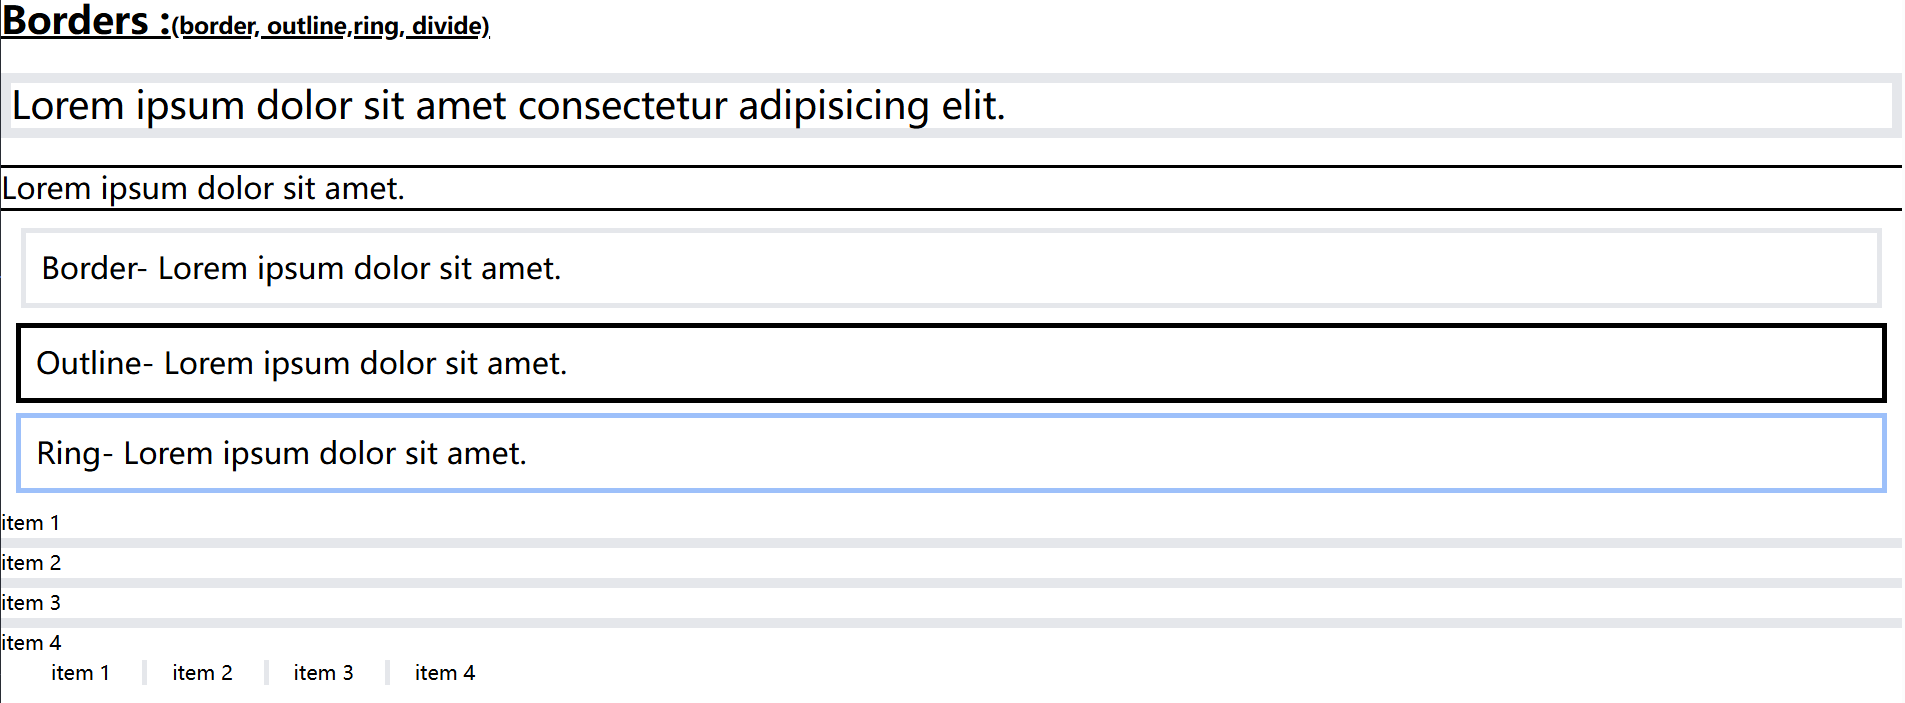 Borders :(border, outline,ring, divide)
Lorem ipsum dolor sit amet consectetur adipisicing elit.
Lorem ipsum dolor sit amet.
Border- Lorem ipsum dolor sit amet.
Outline- Lorem ipsum dolor sit amet.
Ring- Lorem ipsum dolor sit amet.
item 1
item 2
item 3
item 4
item 1 item 2 item 3 item 4